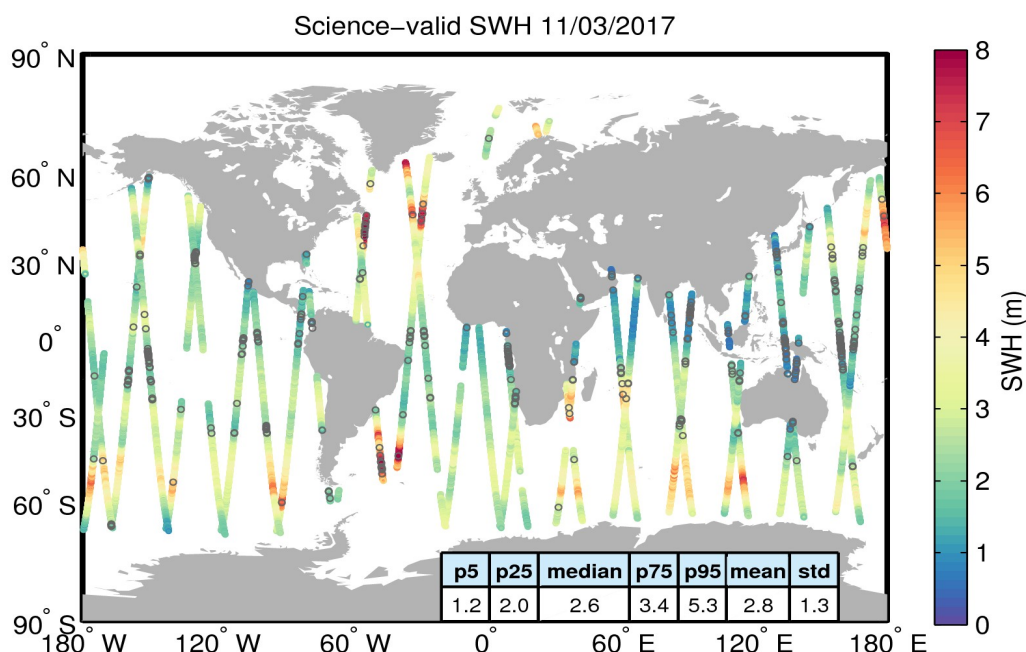 Science−valid SWH 11/03/2017
90° N
60° N
30° N
0°
30° S
60° S
90° S
180° W
120° W
60° W
0°
60° E
120° E
180° E
p5 p25 median p75 p95 mean std
1.2 2.0 2.6 3.4 5.3 2.8 1.3
8
7
6
5
4
3
2
1
0
SWH (m)